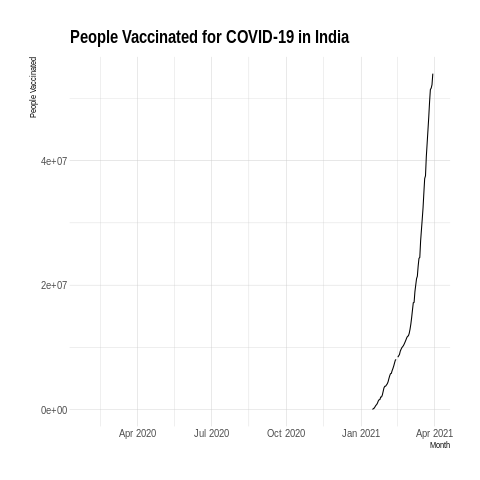 People Vaccinated for COVID-19 in India
People Vaccinated
4e+07
2e+07
0e+00
Apr 2020 Jul 2020 Oct 2020 Jan 2021 Apr 2021
Month